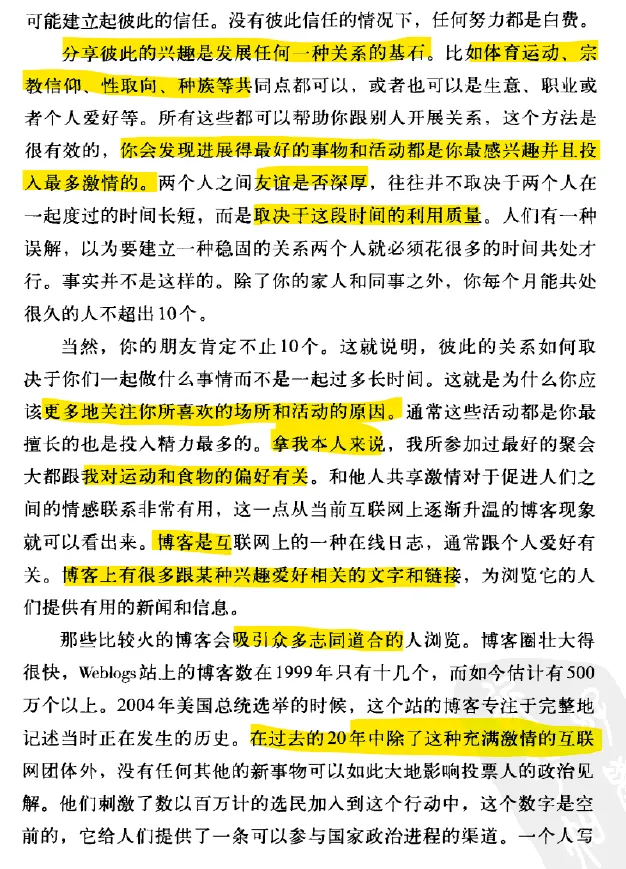 可能建立起彼此的信任。没有彼此信任的情况下，任何努力都是白费。
分享彼此的兴趣是发展任何一种关系的基石。比如体育运动、宗
教信仰、性取向、种族等共同点都可以，或者也可以是生意、职业或
者个人爱好等。所有这些都可以帮助你跟别人开展关系，这个方法是
很有效的，你会发现进展得最好的事物和活动都是你最感兴趣并且投
入最多激情的。两个人之间友谊是否深厚，往往并不取决于两个人在
一起度过的时间长短，而是取决于这段时间的利用质量。人们有一种
误解，以为要建立一种稳固的关系两个人就必须花很多的时间共处才
行。事实并不是这样的。除了你的家人和同事之外，你每个月能共处
很久的人不超出10个。
当然，你的朋友肯定不止10个。这就说明，彼此的关系如何取
决于你们一起做什么事情而不是一起过多长时间。这就是为什么你应
该更多地关注你所喜欢的场所和活动的原因。通常这些活动都是你最
擅长的也是投入精力最多的。拿我本人来说，我所参加过最好的聚会
大都跟我对运动和食物的偏好有关。和他人共享激情对于促进人们之
间的情感联系非常有用，这一点从当前互联网上逐渐升温的博客现象
就可以看出来。博客是互联网上的一种在线日志，通常跟个人爱好有
关。博客上有很多跟某种兴趣爱好相关的文字和链接，为浏览它的人
们提供有用的新闻和信息。
那些比较火的博客会吸引众多志同道合的人浏览。博客圈壮大得
很快，Weblogs站上的博客数在1999年只有十几个，而如今估计有500
万个以上。2004年美国总统选举的时候，这个站的博客专注于完整地
记述当时正在发生的历史。在过去的20年中除了这种充满激情的互联
网团体外，没有任何其他的新事物可以如此大地影响投票人的政治见
解。他们刺激了数以百万计的选民加入到这个行动中，这个数字是空
前的，它给人们提供了一条可以参与国家政治进程的渠道。一个人写